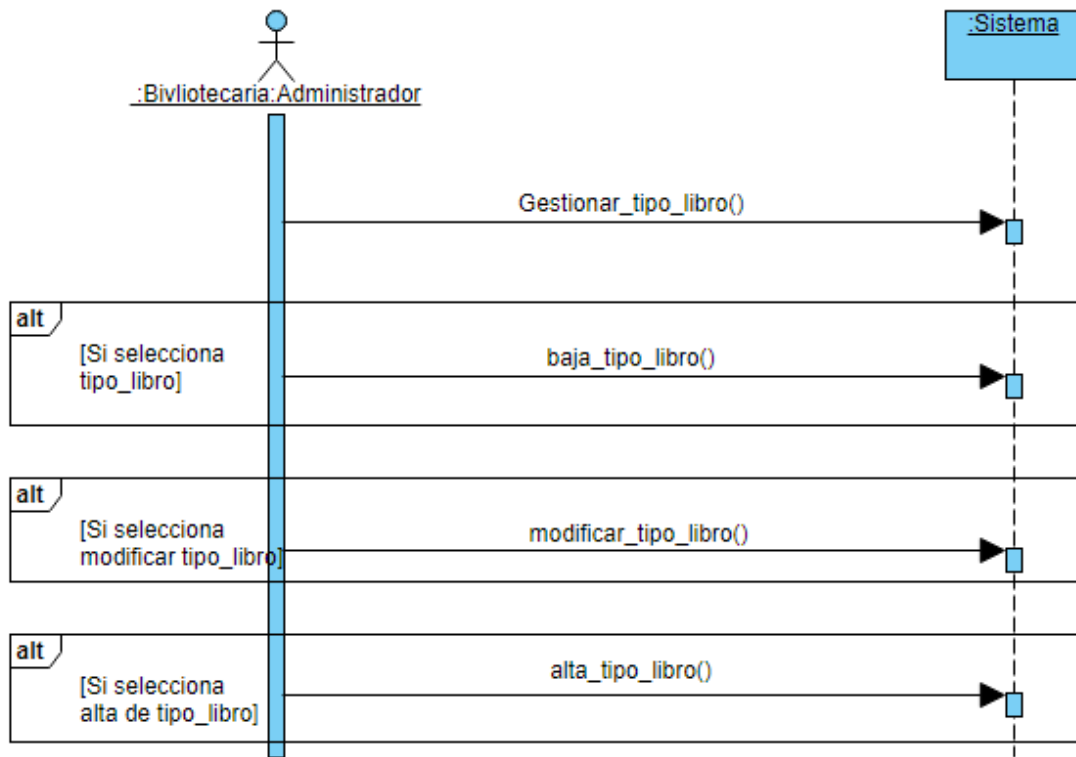 :Sistema
:Bivliotecaria:Administrador
Gestionar_tipo_libro()
alt
[Si selecciona
tipo_libro]
baja_tipo_libro()
alt
[Si selecciona
modificar tipo_libro]
modificar_tipo_libro()
alt
[Si selecciona
alta de tipo_libro]
alta_tipo_libro()